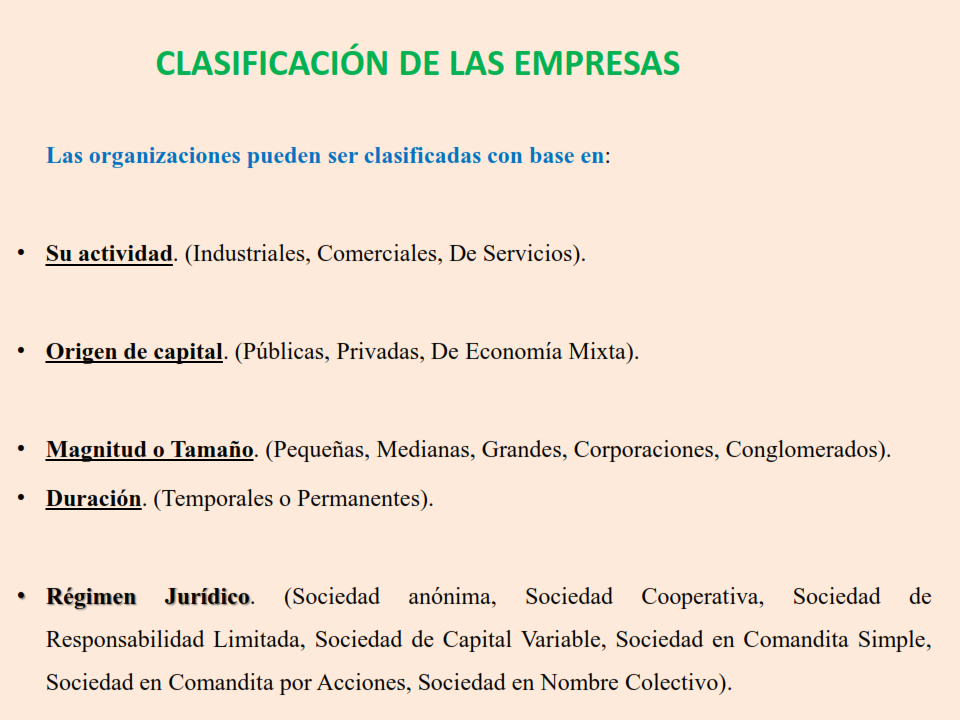 CLASIFICACIÓN DE LAS EMPRESAS
Las organizaciones pueden ser clasificadas con base en:
• Su actividad. (Industriales, Comerciales, De Servicios).
• Origen de capital. (Públicas, Privadas, De Economía Mixta).
• Magnitud o Tamaño. (Pequeñas, Medianas, Grandes, Corporaciones, Conglomerados).
• Duración. (Temporales o Permanentes).
• Régimen Jurídico. (Sociedad anónima, Sociedad Cooperativa, Sociedad de
Responsabilidad Limitada, Sociedad de Capital Variable, Sociedad en Comandita Simple,
Sociedad en Comandita por Acciones, Sociedad en Nombre Colectivo).